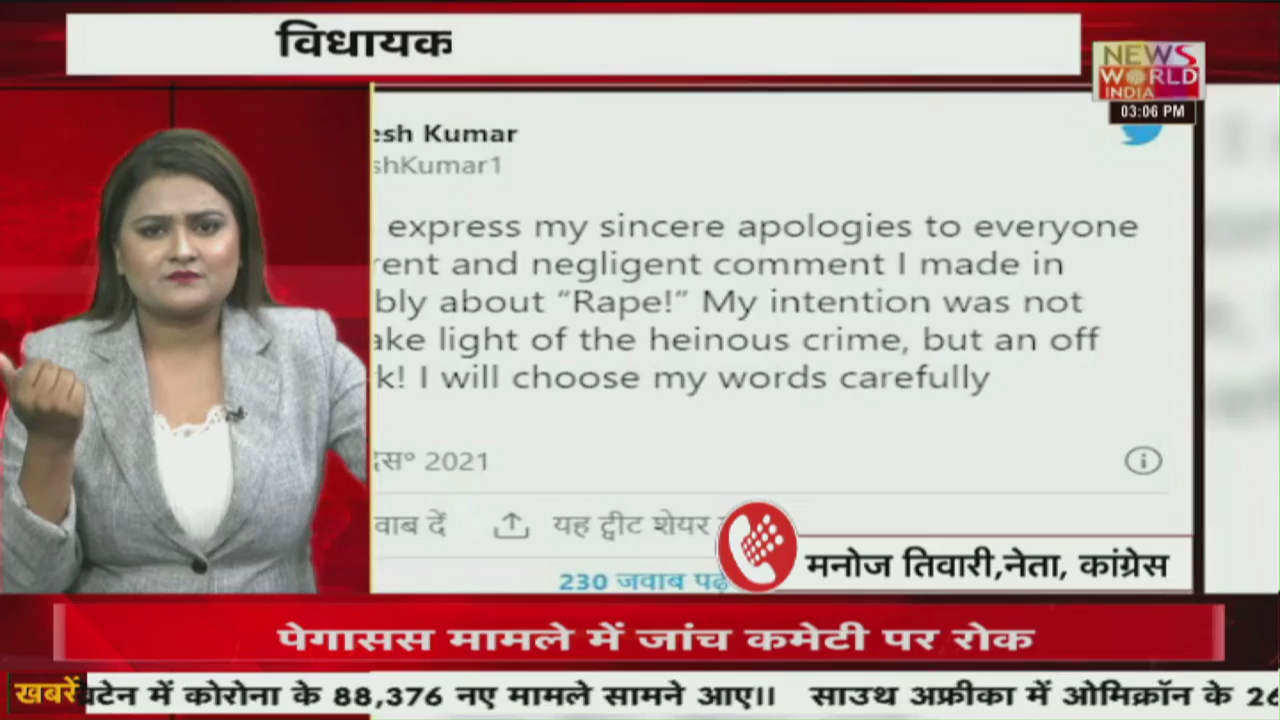 विधायक
NEWS
WORLD
INDIA
03:06 PM
esh Kumar
shKumar1
express my sincere apologies to everyone
rent and negligent comment I made in
bly about “Rape!” My intention was not
ake light of the heinous crime, but an off
k! I will choose my words carefully
2021
वाब दें यह ट्वीट शेयर
230 जवाब पढ़
मनोज तिवारी,नेता, कांग्रेस
पेगासस मामले में जांच कमेटी पर रोक
खबरें टेन में कोरोना के 88,376 नए मामले सामने आए।। साउथ अफ्रीका में ओमिक्रॉन के 26